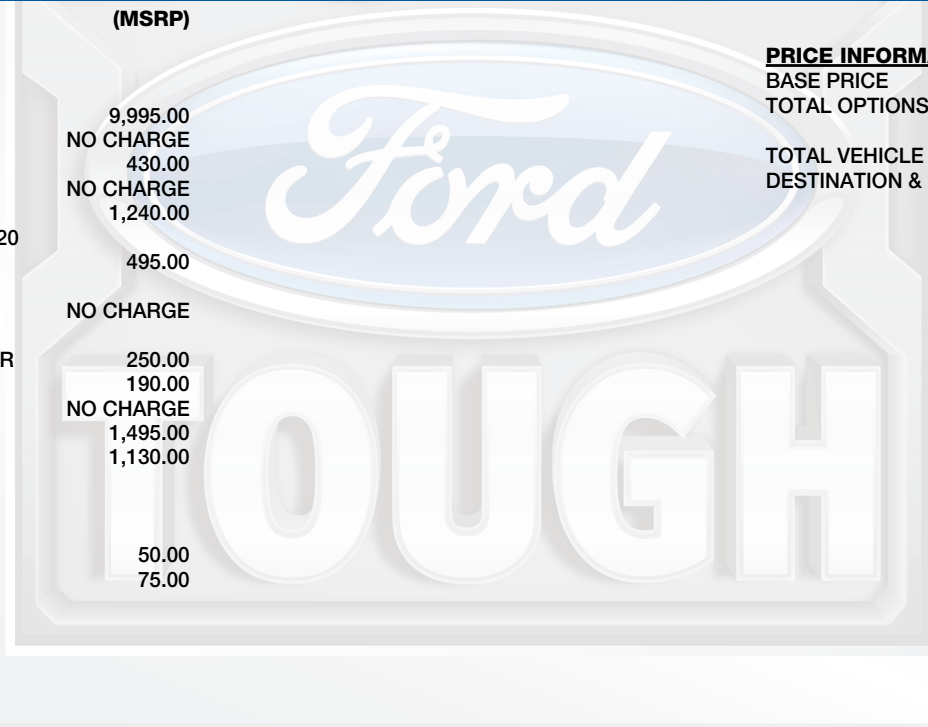 (MSRP)
9,995.00
NO CHARGE
430.00
NO CHARGE
1,240.00
20
495.00
NO CHARGE
R 250.00
190.00
NO CHARGE
1,495.00
1,130.00
50.00
75.00
PRICE INFORMA
BASE PRICE
TOTAL OPTIONS
TOTAL VEHICLE
DESTINATION &
Ford
TOUGH